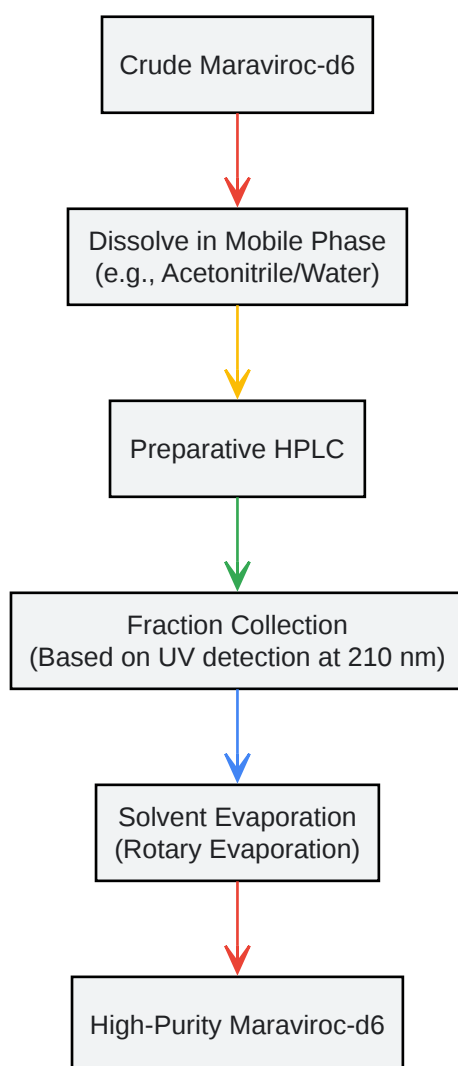 Crude Maraviroc-d6
Dissolve in Mobile Phase
(e.g., Acetonitrile/Water)
Preparative HPLC
Fraction Collection
(Based on UV detection at 210 nm)
Solvent Evaporation
(Rotary Evaporation)
High-Purity Maraviroc-d6